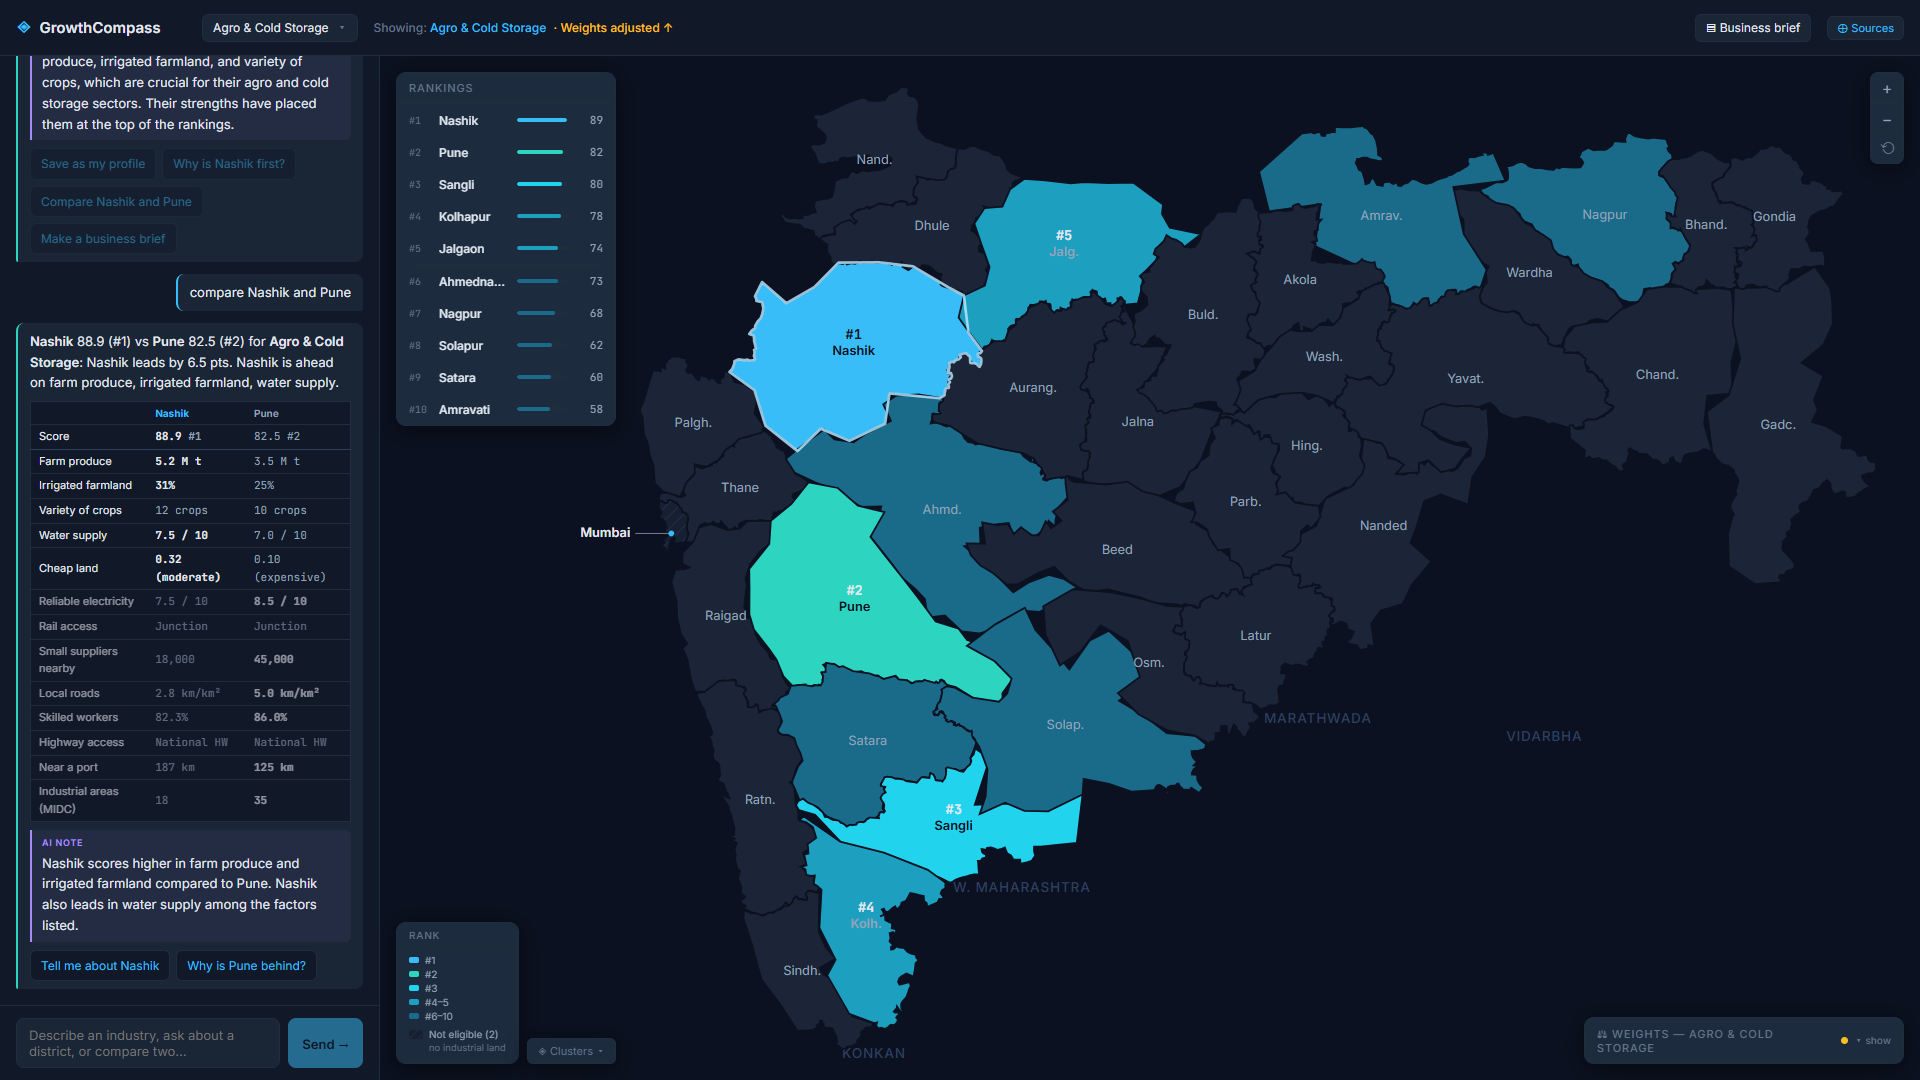 GrowthCompass
Agro & Cold Storage
Showing: Agro & Cold Storage · Weights adjusted ↑
Business brief
Sources
produce, irrigated farmland, and variety of
crops, which are crucial for their agro and cold
storage sectors. Their strengths have placed
them at the top of the rankings.
Save as my profile
Why is Nashik first?
Compare Nashik and Pune
Make a business brief
compare Nashik and Pune
Nashik 88.9 (#1) vs Pune 82.5 (#2) for Agro & Cold
Storage: Nashik leads by 6.5 pts. Nashik is ahead
on farm produce, irrigated farmland, water supply.
Nashik Pune
Score 88.9 #1 82.5 #2
Farm produce 5.2 M t 3.5 M t
Irrigated farmland 31% 25%
Variety of crops 12 crops 10 crops
Water supply 7.5 / 10 7.0 / 10
Cheap land 0.32 (moderate) 0.10 (expensive)
Reliable electricity 7.5 / 10 8.5 / 10
Rail access Junction Junction
Small suppliers nearby 18,000 45,000
Local roads 2.8 km/km² 5.0 km/km²
Skilled workers 82.3% 86.0%
Highway access National HW National HW
Near a port 187 km 125 km
Industrial areas (MIDC) 18 35
AI NOTE
Nashik scores higher in farm produce and
irrigated farmland compared to Pune. Nashik
also leads in water supply among the factors
listed.
Tell me about Nashik
Why is Pune behind?
Describe an industry, ask about a
district, or compare two...
Send →
RANKINGS
#1 Nashik 89
#2 Pune 82
#3 Sangli 80
#4 Kolhapur 78
#5 Jalgaon 74
#6 Ahmedna... 73
#7 Nagpur 68
#8 Solapur 62
#9 Satara 60
#10 Amravati 58
+
−
Nand.
Dhule
#5
Jalg.
Amrav.
Nagpur
Bhand.
Gondia
Akola
Wardha
Buld.
#1
Nashik
Wash.
Yavat.
Chand.
Aurang.
Palgh.
Jalna
Gadc.
Hing.
Thane
Parb.
Ahmd.
Nanded
Mumbai
Beed
#2
Pune
Raigad
Latur
Osm.
MARATHWADA
Solap.
VIDARBHA
Satara
Ratn.
#3
Sangli
W. MAHARASHTRA
#4
Kolh.
Sindh.
KONKAN
RANK
#1
#2
#3
#4–5
#6–10
Not eligible (2)
no industrial land
Clusters
WEIGHTS — AGRO & COLD
STORAGE
show